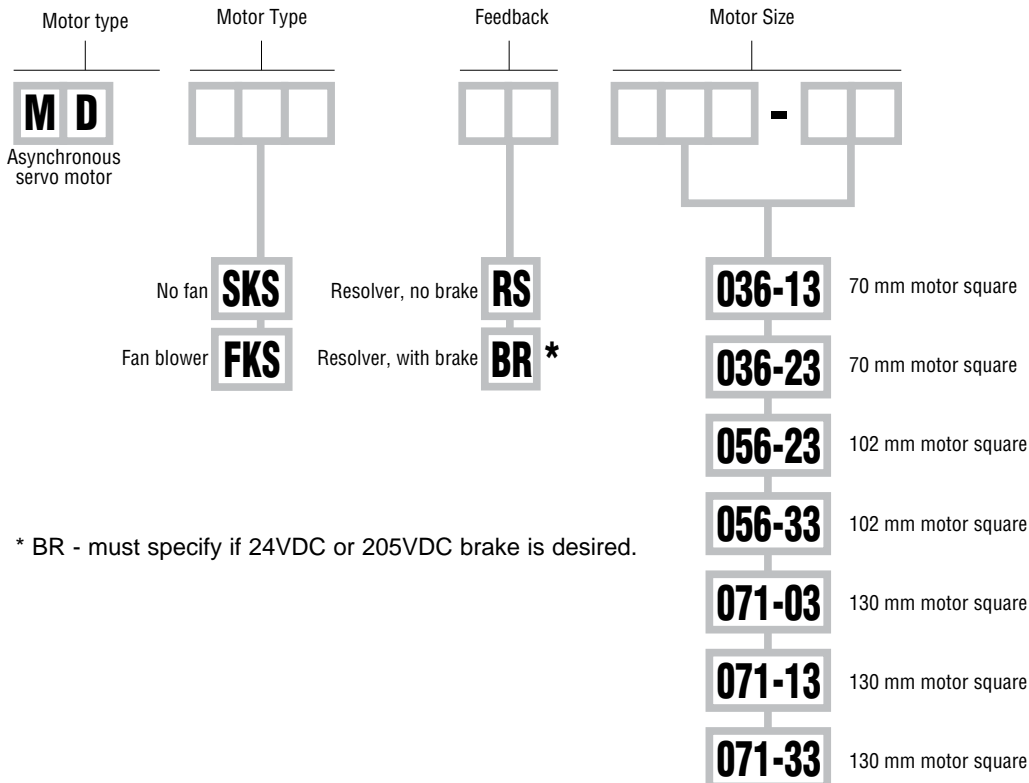 Motor type
Motor Type
Feedback
Motor Size
M D
-
Asynchronous
servo motor
No fan SKS
Resolver, no brake RS
036-13 70 mm motor square
Fan blower FKS
Resolver, with brake BR *
036-23 70 mm motor square
056-23 102 mm motor square
056-33 102 mm motor square
* BR - must specify if 24VDC or 205VDC brake is desired.
071-03 130 mm motor square
071-13 130 mm motor square
071-33 130 mm motor square